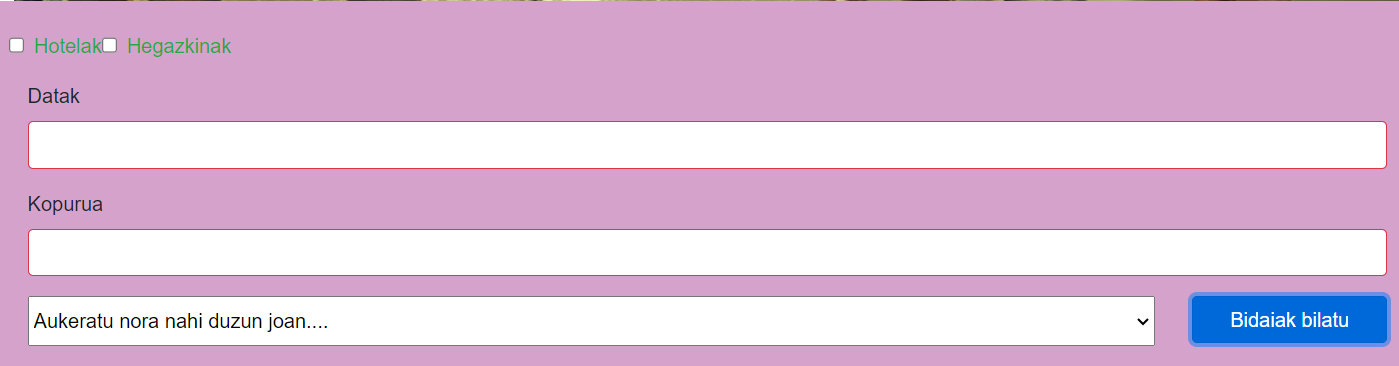 Hotelak Hegazkinak
Datak
Kopurua
Aukeratu nora nahi duzun joan....
Bidaiak bilatu